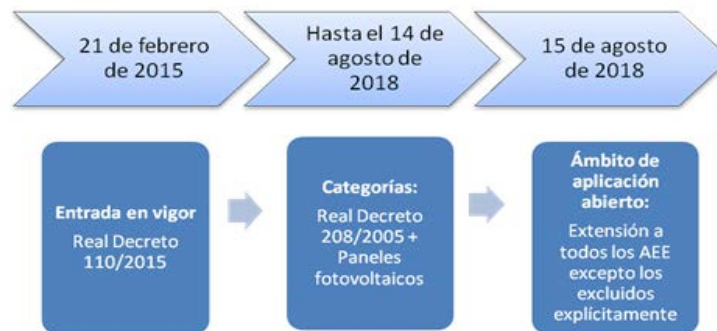 21 de febrero
de 2015
Hasta el 14 de
agosto de
2018
15 de agosto
de 2018
Entrada en vigor
Real Decreto
110/2015
Categorías:
Real Decreto
208/2005 +
Paneles
fotovoltaicos
Ámbito de
aplicación
abierto:
Extensión a
todos los AEE
excepto los
excluidos
explícitamente